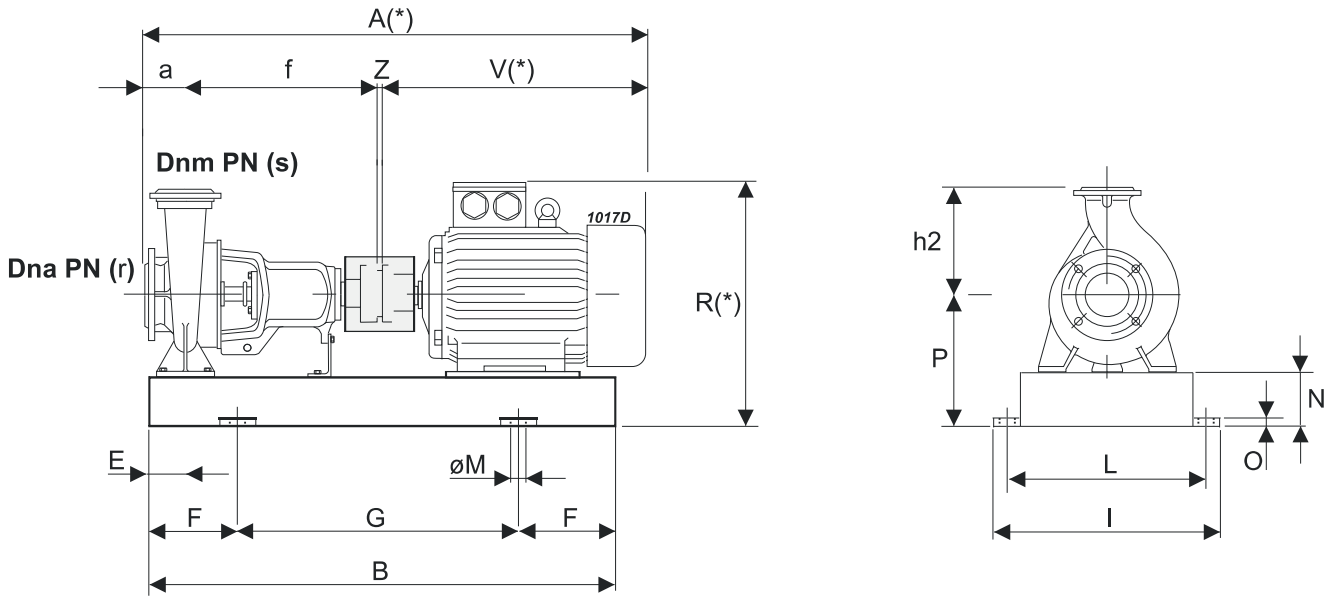 A(*)
a f Z V(*)
Dnm PN (s)
1017D
Dna PN (r)
R(*)
E
øM
F G F
B
h2
P
N
O
L
I